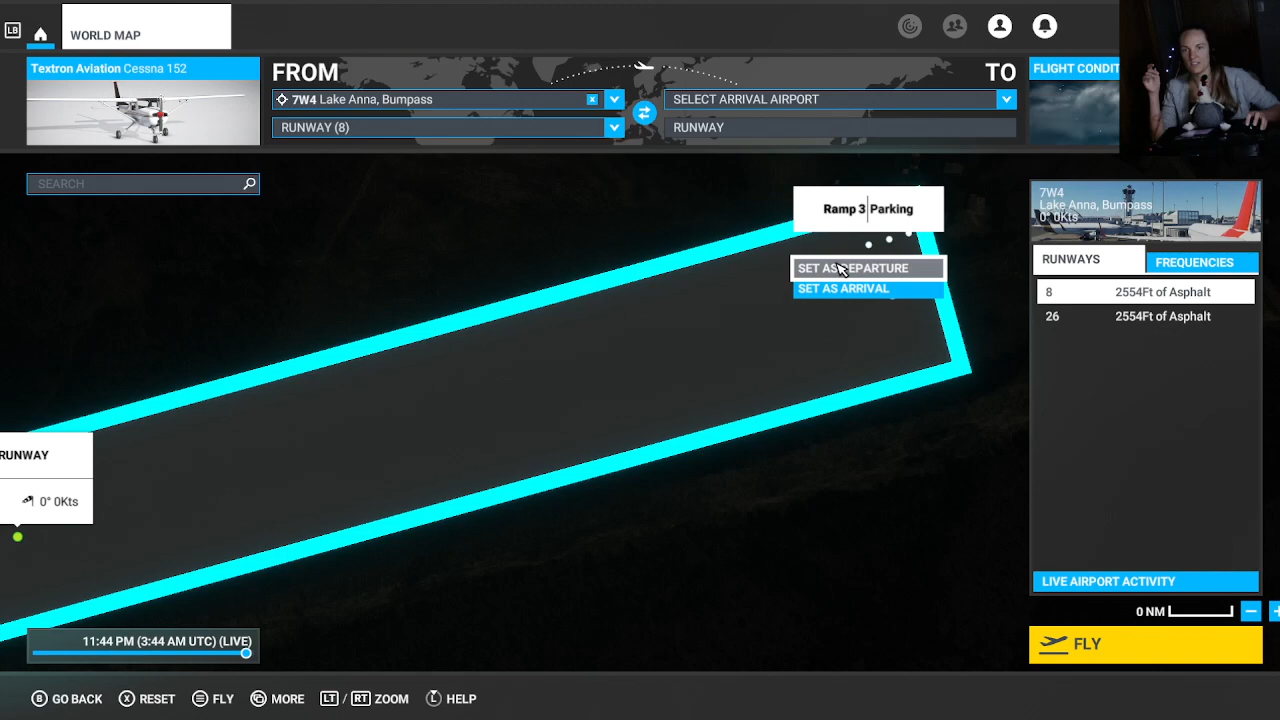 LB
WORLD MAP
Textron Aviation Cessna 152
FROM
7W4 Lake Anna, Bumpass
RUNWAY (8)
TO
SELECT ARRIVAL AIRPORT
RUNWAY
FLIGHT CONDIT
SEARCH
Ramp 3 Parking
SET AS DEPARTURE
SET AS ARRIVAL
RUNWAY
0° 0Kts
7W4
Lake Anna, Bumpass
0° 0Kts
RUNWAYS
FREQUENCIES
8 2554Ft of Asphalt
26 2554Ft of Asphalt
LIVE AIRPORT ACTIVITY
0 NM
FLY
11:44 PM (3:44 AM UTC) (LIVE)
B GO BACK X RESET FLY MORE LT / RT ZOOM L HELP